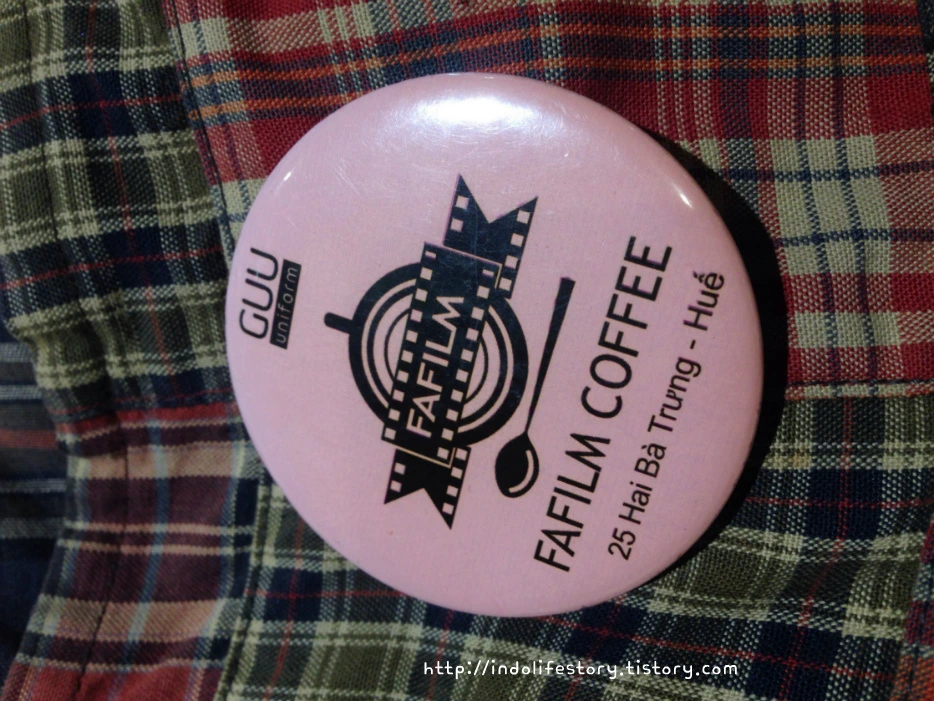 GUU
uniform
FAFILM
FAFILM COFFEE
25 Hai Bà Trưng - Huế
http://indolifestory.tistory.com